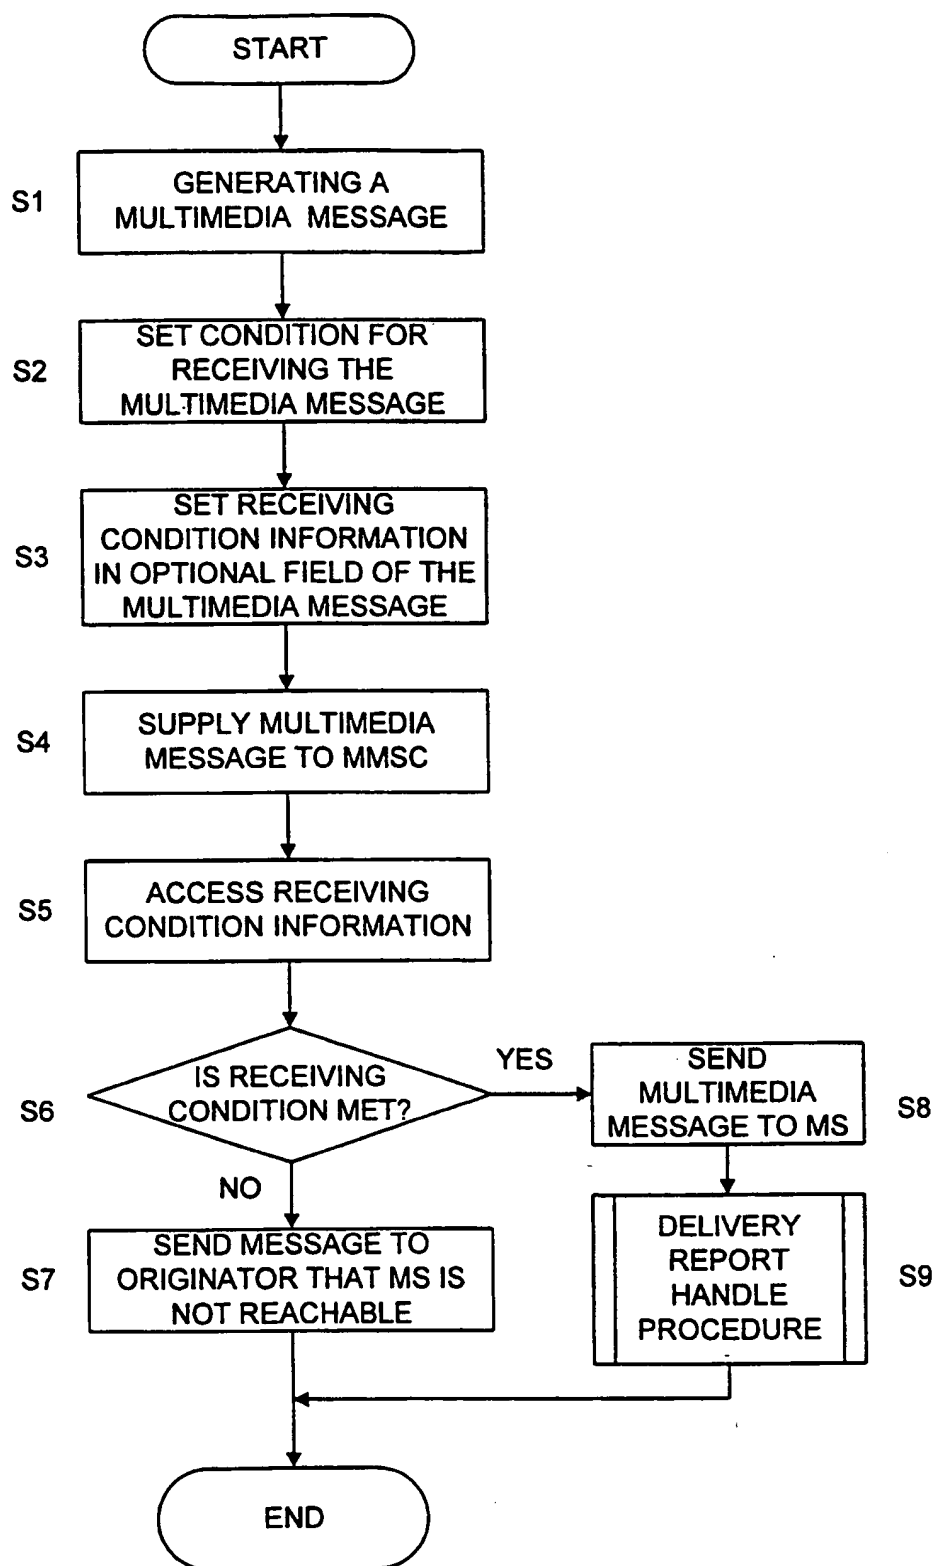 START
S1
GENERATING A
MULTIMEDIA MESSAGE
S2
SET CONDITION FOR
RECEIVING THE
MULTIMEDIA MESSAGE
S3
SET RECEIVING
CONDITION INFORMATION
IN OPTIONAL FIELD OF THE
MULTIMEDIA MESSAGE
S4
SUPPLY MULTIMEDIA
MESSAGE TO MMSC
S5
ACCESS RECEIVING
CONDITION INFORMATION
S6
IS RECEIVING
CONDITION MET?
YES
SEND
MULTIMEDIA
MESSAGE TO MS
S8
NO
S7
SEND MESSAGE TO
ORIGINATOR THAT MS IS
NOT REACHABLE
DELIVERY
REPORT
HANDLE
PROCEDURE
S9
END